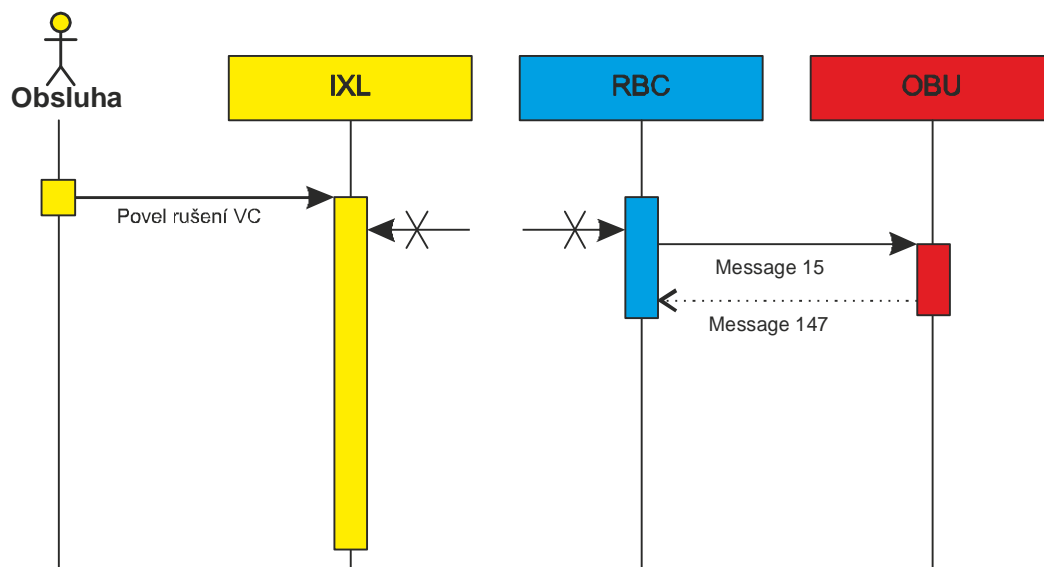 Obsluha
IXL
RBC
OBU
Povel rušení VC
Message 15
Message 147